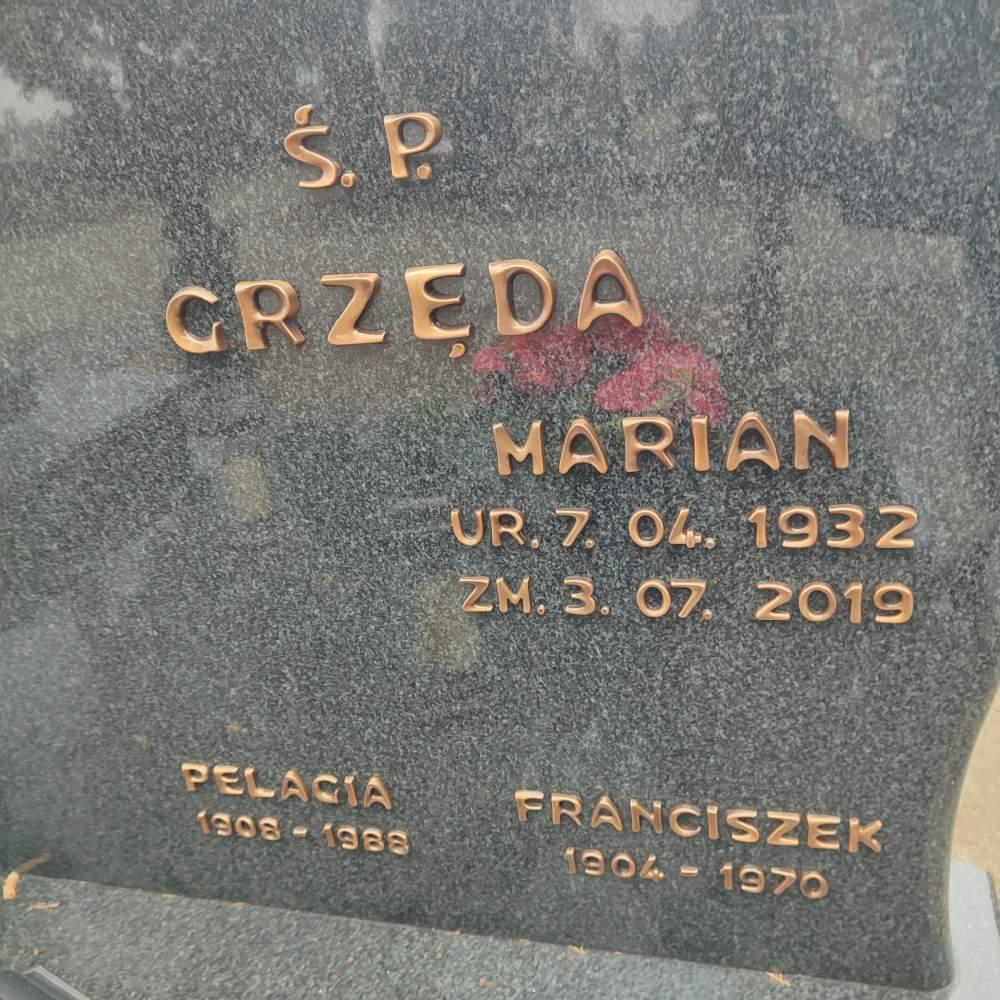 Ś. P.
GRZĘDA
MARIAN
UR. 7. 04. 1932
ZM. 3. 07. 2019
PELAGIA
1908 - 1988
FRANCISZEK
1904 - 1970